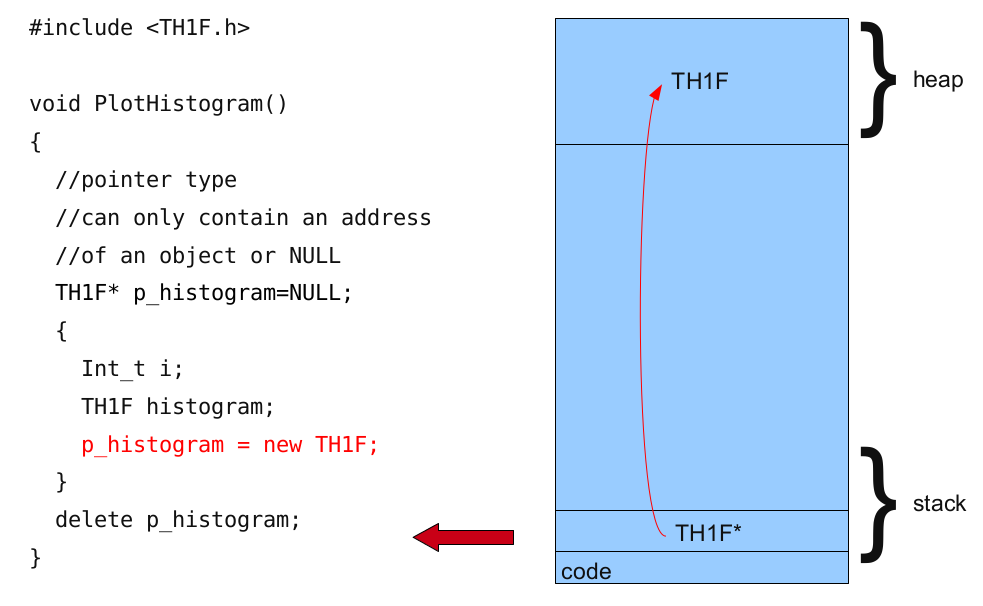 #include <TH1F.h>
void PlotHistogram()
{
//pointer type
//can only contain an address
//of an object or NULL
TH1F* p_histogram=NULL;
{
Int_t i;
TH1F histogram;
p_histogram = new TH1F;
}
delete p_histogram;
}
TH1F
heap
stack
TH1F*
code